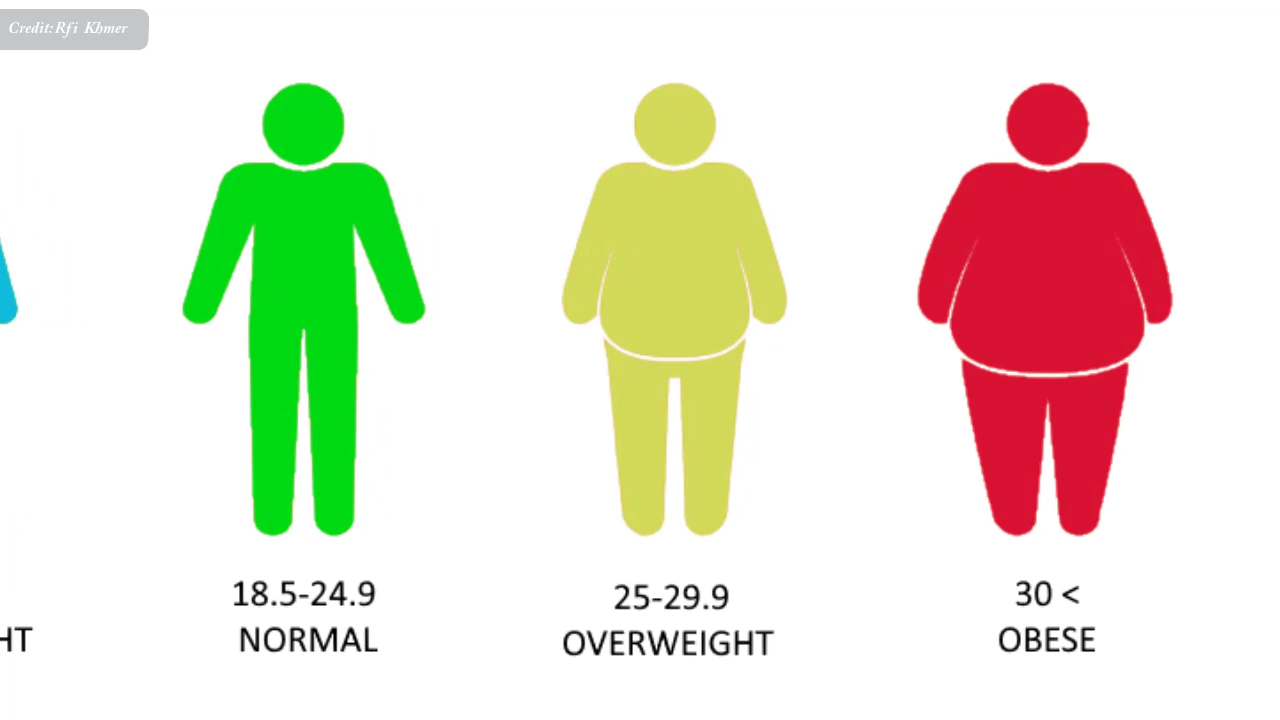 Credit:Rfi Khmer
18.5-24.9
NORMAL
25-29.9
OVERWEIGHT
30 <
OBESE